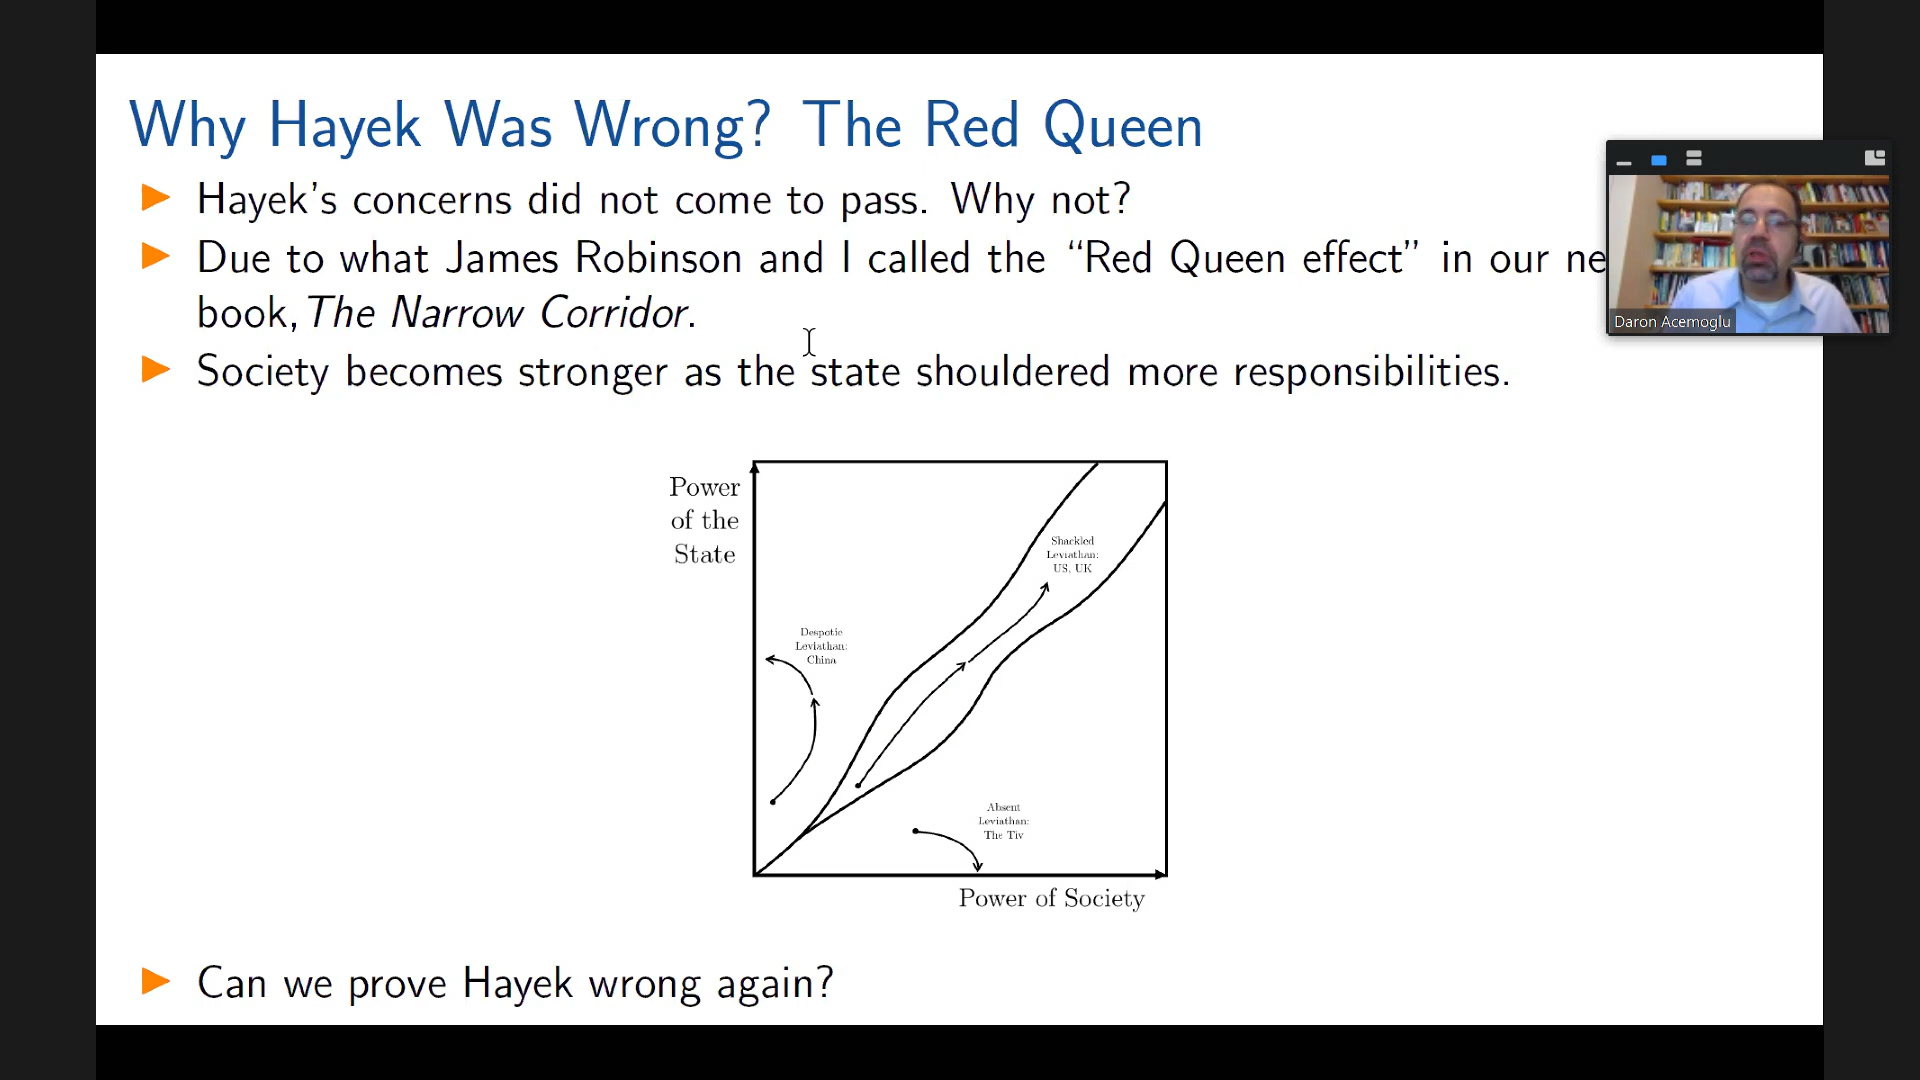 Why Hayek Was Wrong? The Red Queen
Hayek's concerns did not come to pass. Why not?
Due to what James Robinson and I called the “Red Queen effect” in our ne
book, The Narrow Corridor.
Society becomes stronger as the state shouldered more responsibilities.
Daron Acemoglu
Power
of the
State
Shackled
Leviathan:
US, UK
Despotic
Leviathan:
China
Absent
Leviathan:
The Tiv
Power of Society
Can we prove Hayek wrong again?